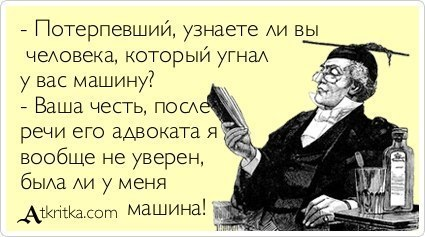 - Потерпевший, узнаете ли вы
человека, который угнал
у вас машину?
- Ваша честь, после
речи его адвоката я
вообще не уверен,
была ли у меня
машина!
Atkritka.com